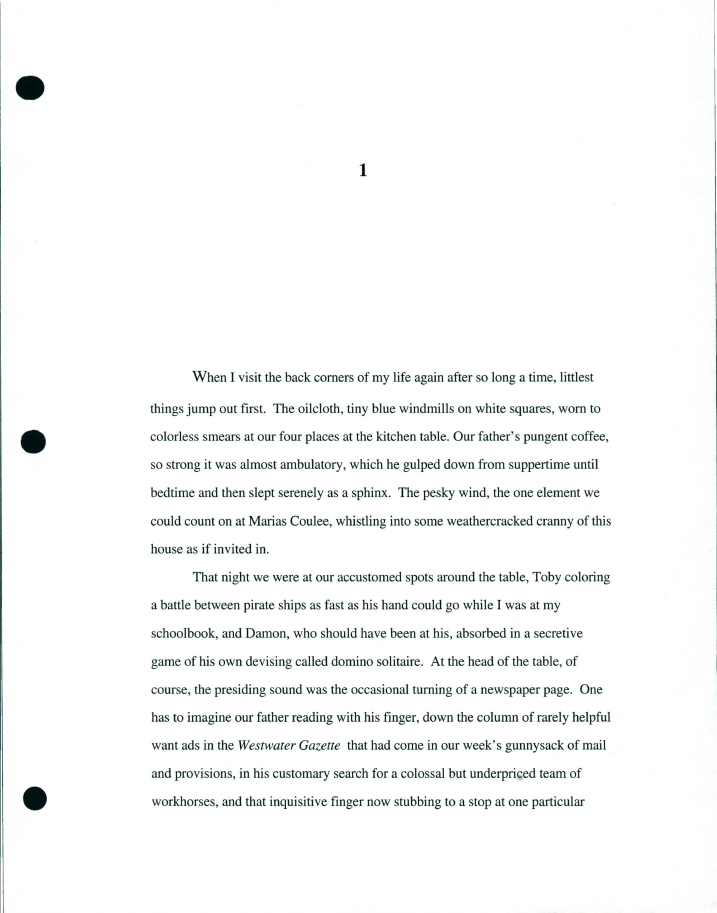 1
When I visit the back corners of my life again after so long a time, littlest
things jump out first.  The oilcloth, tiny blue windmills on white squares, worn to
colorless smears at our four places at the kitchen table. Our father's pungent coffee,
so strong it was almost ambulatory, which he gulped down from suppertime until
bedtime and then slept serenely as a sphinx.  The pesky wind, the one element we
could count on at Marias Coulee, whistling into some weathercracked cranny of this
house as if invited in.
That night we were at our accustomed spots around the table, Toby coloring
a battle between pirate ships as fast as his hand could go while I was at my
schoolbook, and Damon, who should have been at his, absorbed in a secretive
game of his own devising called domino solitaire.  At the head of the table, of
course, the presiding sound was the occasional turning of a newspaper page.  One
has to imagine our father reading with his finger, down the column of rarely helpful
want ads in the Westwater Gazette that had come in our week's gunnysack of mail
and provisions, in his customary search for a colossal but underpriced team of
workhorses, and that inquisitive finger now stubbing to a stop at one particular